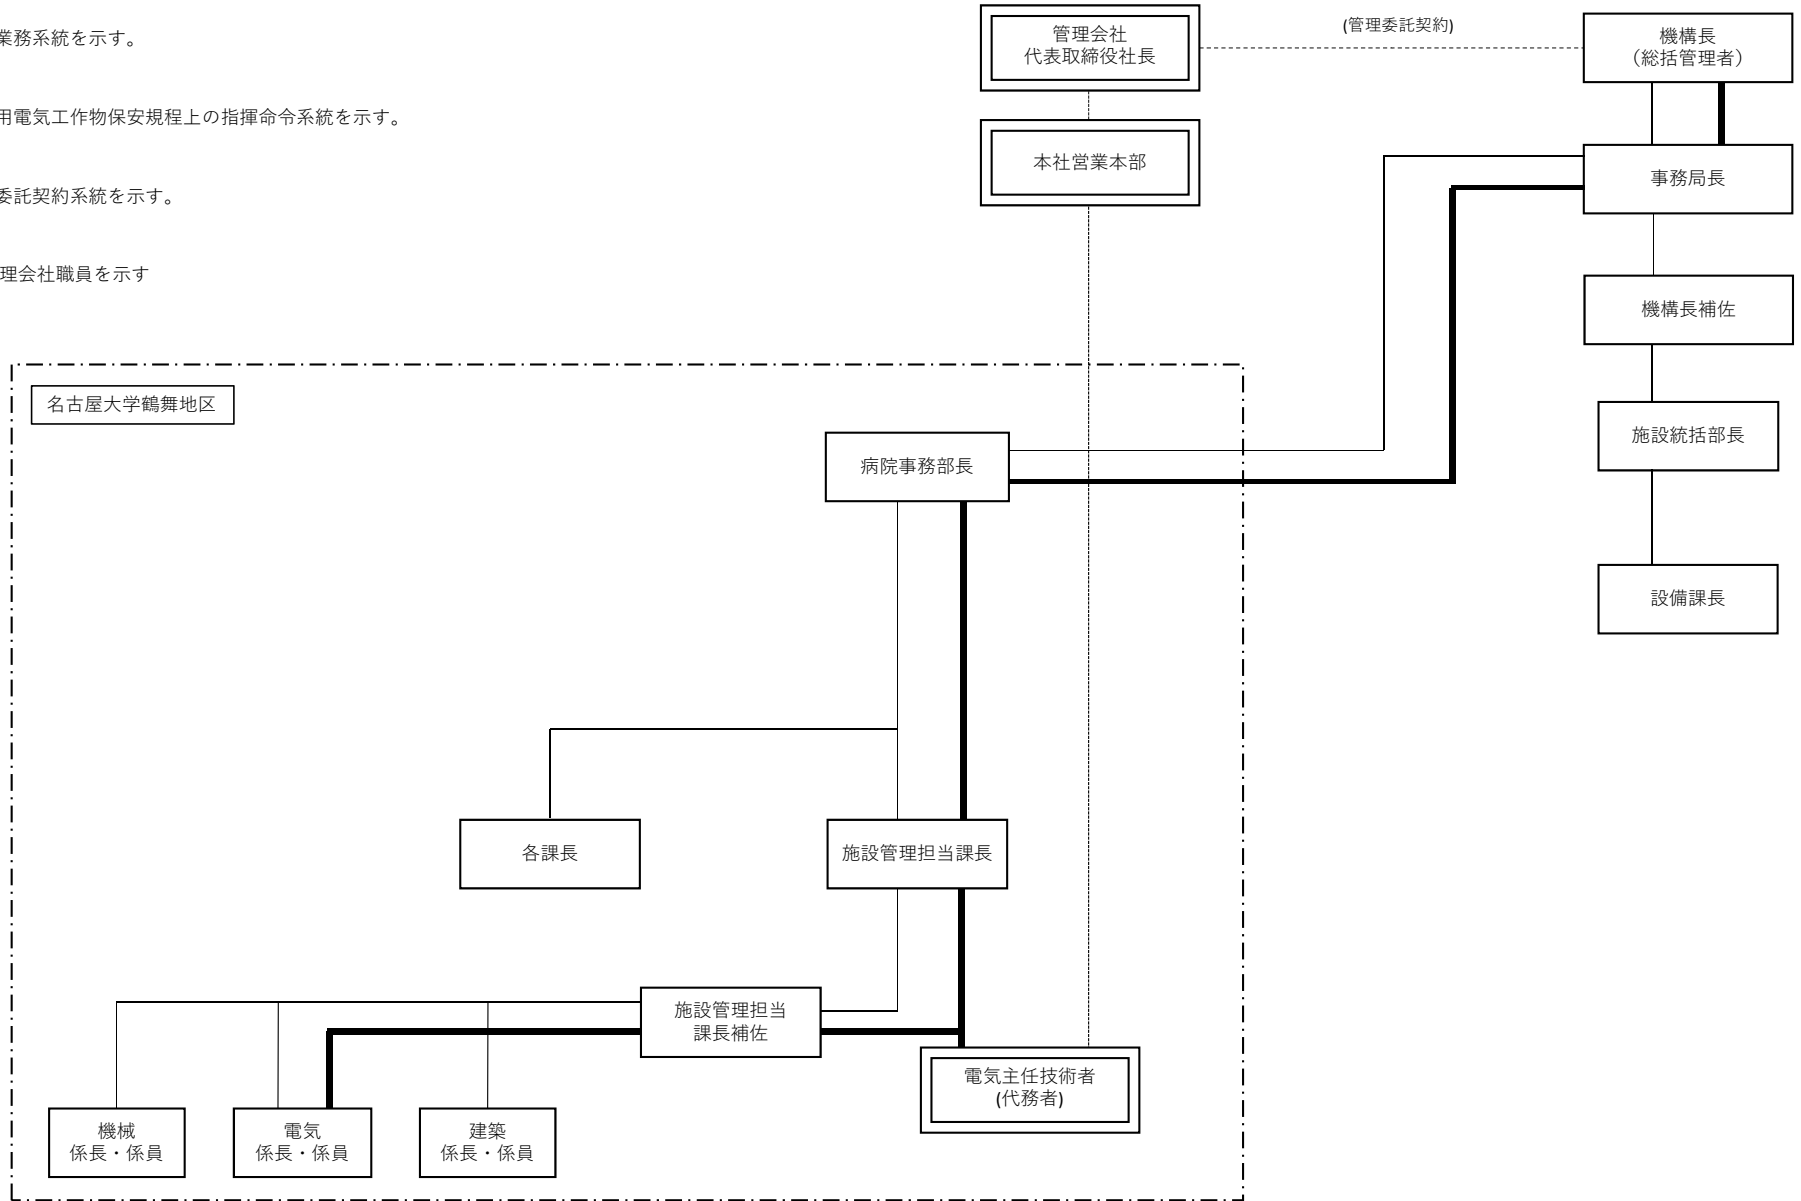 業務系統を示す。
用電気工作物保安規程上の指揮命令系統を示す。
委託契約系統を示す。
理会社職員を示す
管理会社
代表取締役社長
(管理委託契約)
機構長
（総括管理者）
本社営業本部
事務局長
機構長補佐
名古屋大学鶴舞地区
施設統括部長
病院事務部長
設備課長
各課長
施設管理担当課長
施設管理担当
課長補佐
電気主任技術者
(代務者)
機械
係長・係員
電気
係長・係員
建築
係長・係員